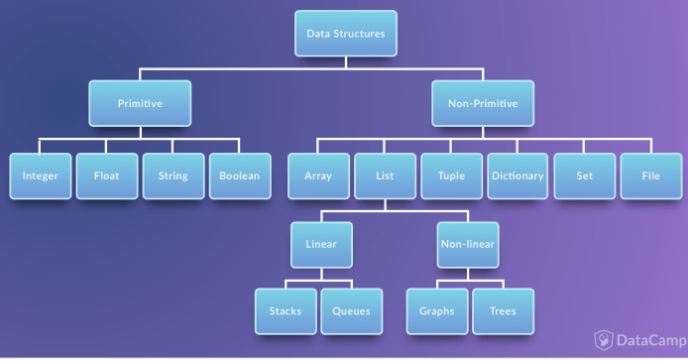 Data Structures
Primitive
Non-Primitive
Integer
Float
String
Boolean
Array
List
Tuple
Dictionary
Set
File
Linear
Non-linear
Stacks
Queues
Graphs
Trees
DataCamp